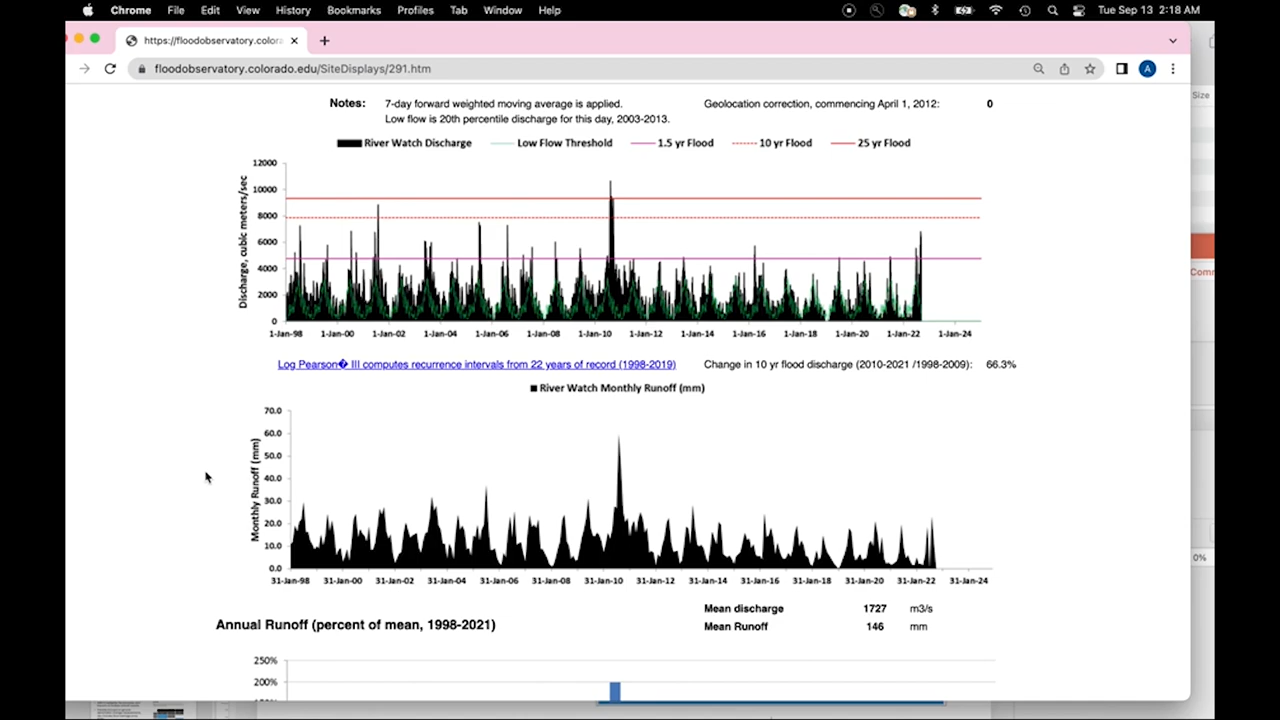 Chrome File Edit View History Bookmarks Profiles Tab Window Help Tue Sep 13 2:18 AM
https://floodobservatory.colora
floodobservatory.colorado.edu/SiteDisplays/291.htm A
Size
Notes: 7-day forward weighted moving average is applied. Geolocation correction, commencing April 1, 2012: 0
Low flow is 20th percentile discharge for this day, 2003-2013.
River Watch Discharge Low Flow Threshold 1.5 yr Flood 10 yr Flood 25 yr Flood
Discharge, cubic meters/sec
12000
10000
8000
6000
4000
2000
0
1-Jan-98 1-Jan-00 1-Jan-02 1-Jan-04 1-Jan-06 1-Jan-08 1-Jan-10 1-Jan-12 1-Jan-14 1-Jan-16 1-Jan-18 1-Jan-20 1-Jan-22 1-Jan-24
Comm
Log Pearson� III computes recurrence intervals from 22 years of record (1998-2019) Change in 10 yr flood discharge (2010-2021 /1998-2009): 66.3%
River Watch Monthly Runoff (mm)
Monthly Runoff (mm)
70.0
60.0
50.0
40.0
30.0
20.0
10.0
0.0
31-Jan-98 31-Jan-00 31-Jan-02 31-Jan-04 31-Jan-06 31-Jan-08 31-Jan-10 31-Jan-12 31-Jan-14 31-Jan-16 31-Jan-18 31-Jan-20 31-Jan-22 31-Jan-24
0%
Mean discharge 1727 m3/s
Annual Runoff (percent of mean, 1998-2021)
Mean Runoff 146 mm
250%
200%